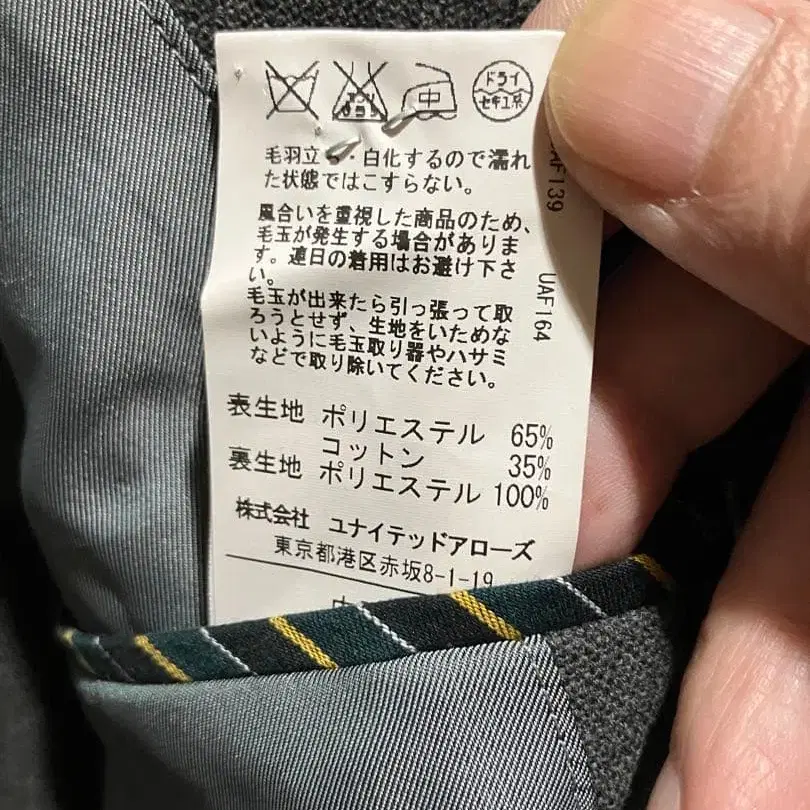 中
ドライ
セキユ系
毛羽立ち・白化するので濡れ
た状態ではこすらない。
風合いを重視した商品のため、
毛玉が発生する場合がありま
す。連日の着用はお避け下さ
い。
毛玉が出来たら引っ張って取
ろうとせず、生地をいためな
いように毛玉取り器やハサミ
などで取り除いてください。
表生地 ポリエステル 65%
コットン 35%
裏生地 ポリエステル 100%
株式会社 ユナイテッドアローズ
東京都港区赤坂8-1-19
UAF139
UAF164